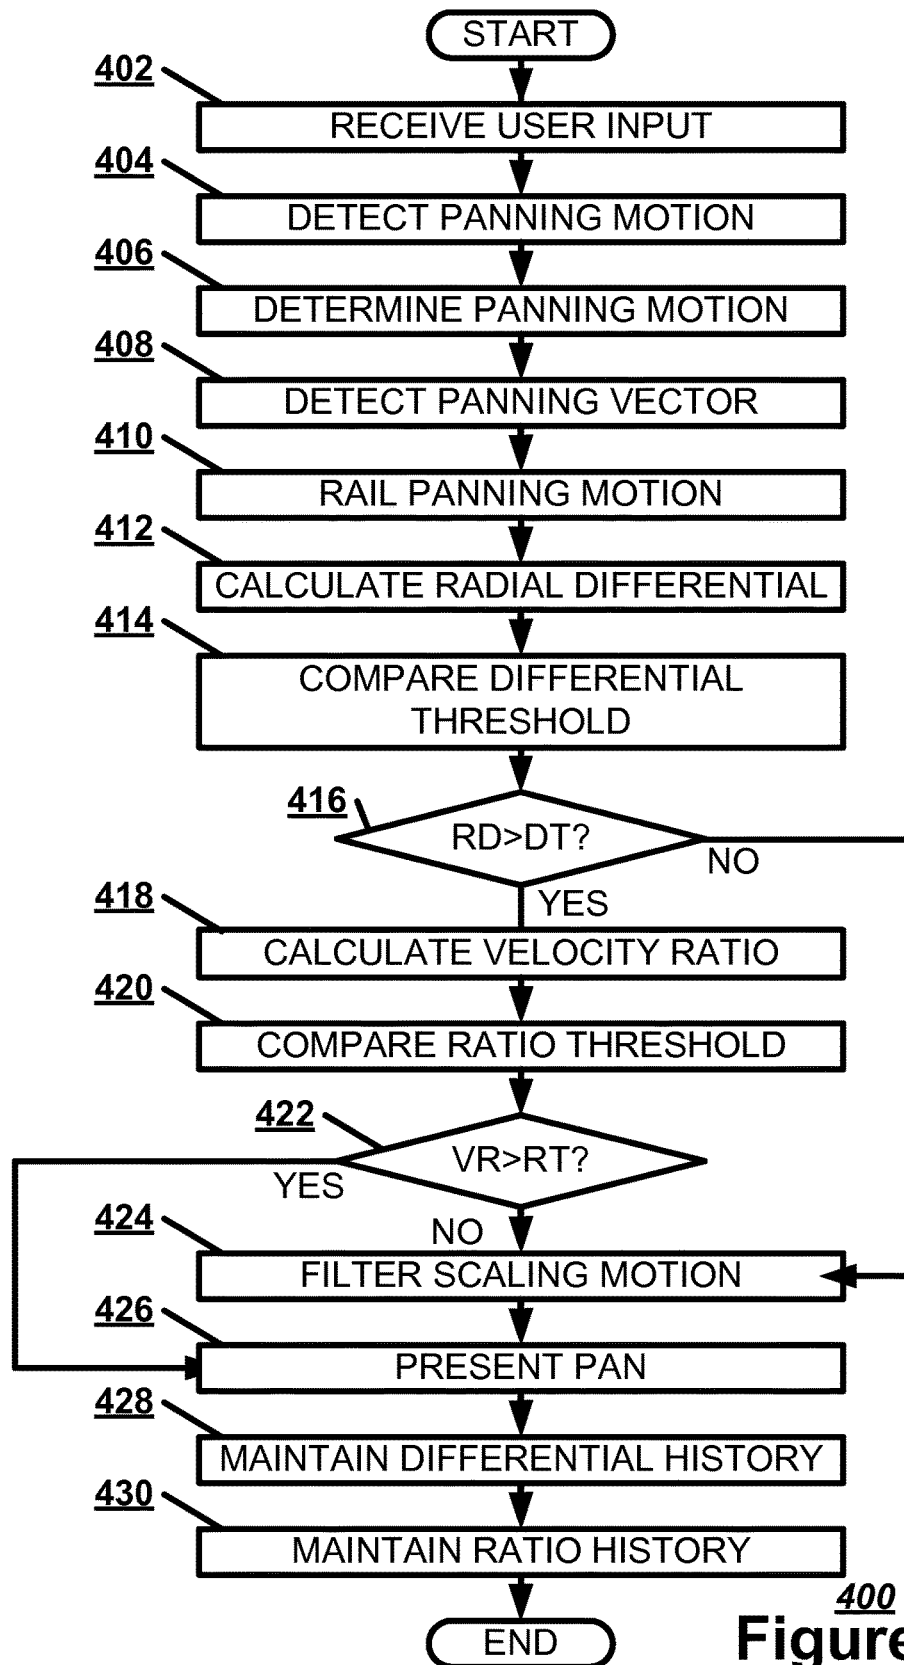 START
402
RECEIVE USER INPUT
404
DETECT PANNING MOTION
406
DETERMINE PANNING MOTION
408
DETECT PANNING VECTOR
410
RAIL PANNING MOTION
412
CALCULATE RADIAL DIFFERENTIAL
414
COMPARE DIFFERENTIAL
THRESHOLD
416
RD>DT?
NO
YES
418
CALCULATE VELOCITY RATIO
420
COMPARE RATIO THRESHOLD
422
VR>RT?
YES
NO
424
FILTER SCALING MOTION
426
PRESENT PAN
428
MAINTAIN DIFFERENTIAL HISTORY
430
MAINTAIN RATIO HISTORY
END
400
Figure